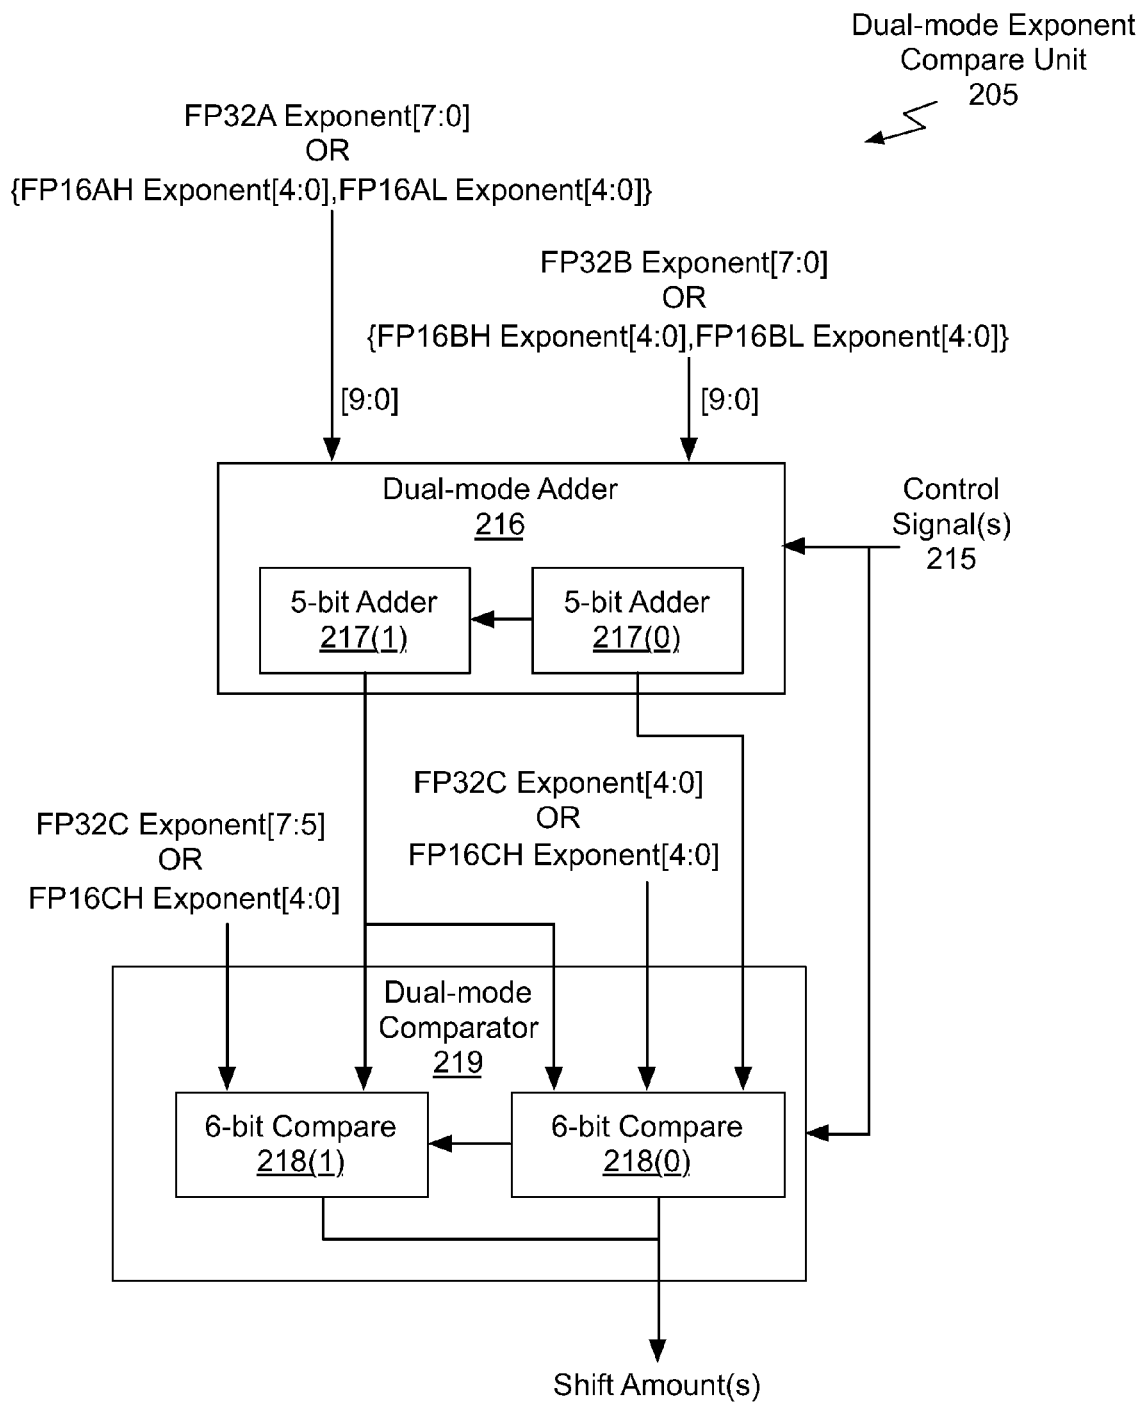 Dual-mode Exponent
Compare Unit
205
FP32A Exponent[7:0]
OR
{FP16AH Exponent[4:0],FP16AL Exponent[4:0]}
FP32B Exponent[7:0]
OR
{FP16BH Exponent[4:0],FP16BL Exponent[4:0]}
[9:0]
[9:0]
Dual-mode Adder
216
Control
Signal(s)
215
5-bit Adder
217(1)
5-bit Adder
217(0)
FP32C Exponent[4:0]
OR
FP16CH Exponent[4:0]
FP32C Exponent[7:5]
OR
FP16CH Exponent[4:0]
Dual-mode
Comparator
219
6-bit Compare
218(1)
6-bit Compare
218(0)
Shift Amount(s)